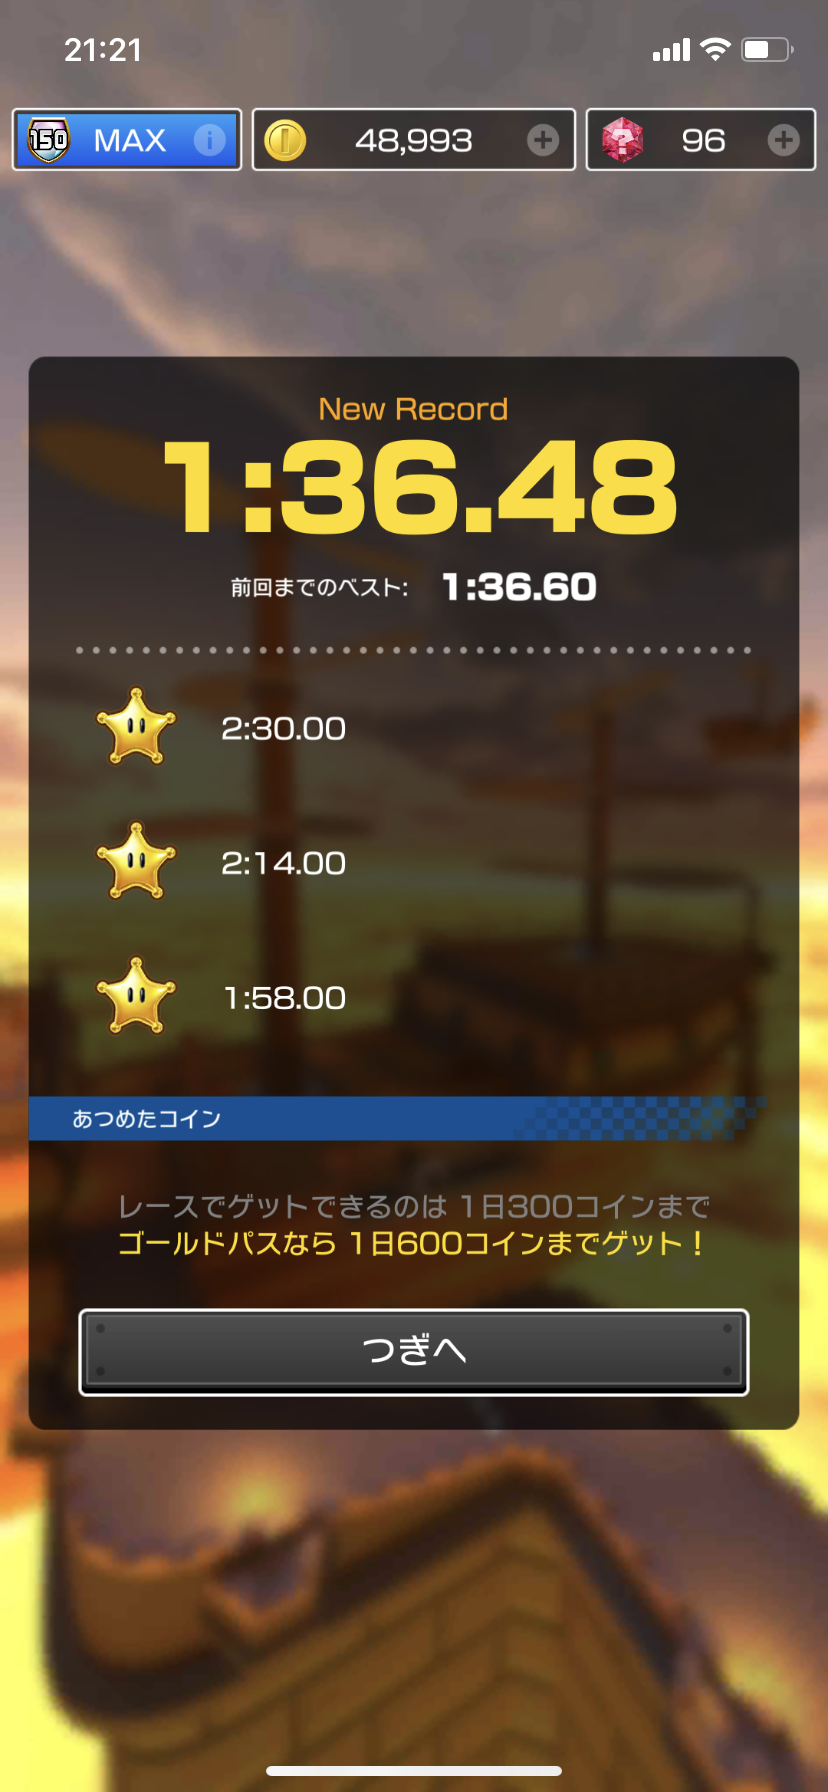 21:21
150 MAX i 48,993 + 96 +
New Record
1:36.48
前回までのベスト: 1:36.60
2:30.00
2:14.00
1:58.00
あつめたコイン
レースでゲットできるのは 1日300コインまで
ゴールドパスなら 1日600コインまでゲット！
つぎへ